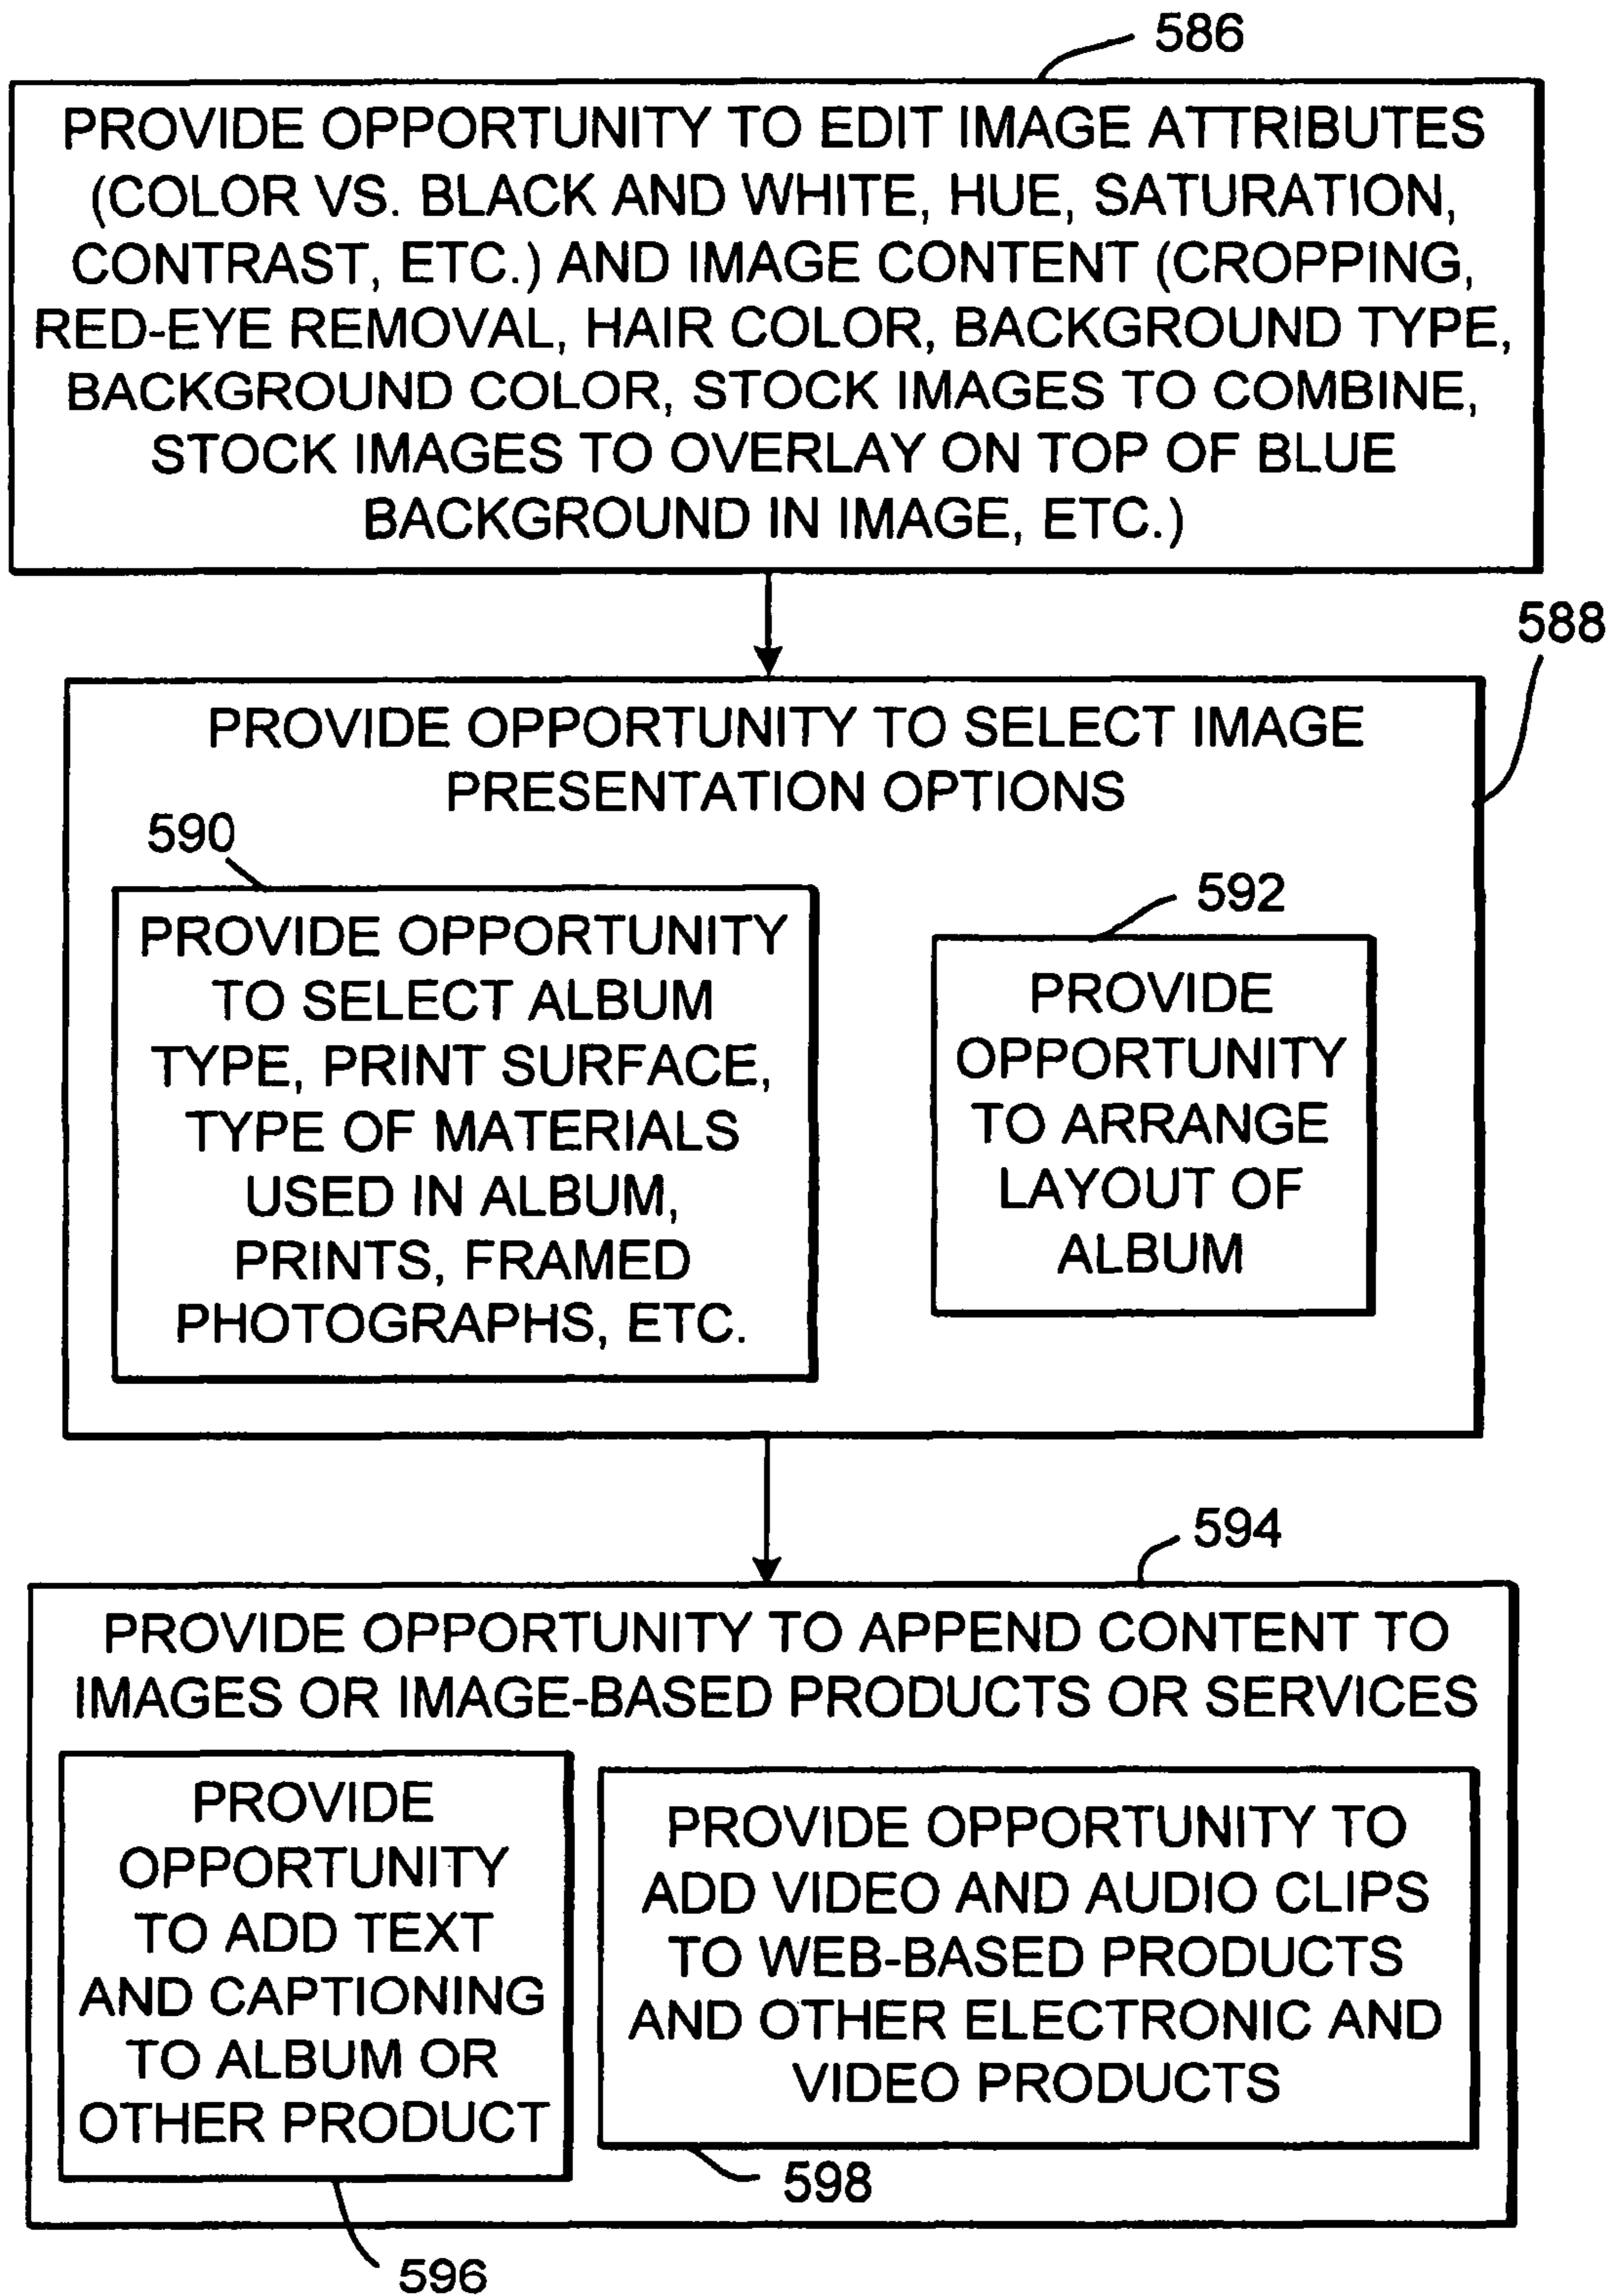 586
PROVIDE OPPORTUNITY TO EDIT IMAGE ATTRIBUTES
(COLOR VS. BLACK AND WHITE, HUE, SATURATION,
CONTRAST, ETC.) AND IMAGE CONTENT (CROPPING,
RED-EYE REMOVAL, HAIR COLOR, BACKGROUND TYPE,
BACKGROUND COLOR, STOCK IMAGES TO COMBINE,
STOCK IMAGES TO OVERLAY ON TOP OF BLUE
BACKGROUND IN IMAGE, ETC.)
588
PROVIDE OPPORTUNITY TO SELECT IMAGE
PRESENTATION OPTIONS
590
PROVIDE OPPORTUNITY
TO SELECT ALBUM
TYPE, PRINT SURFACE,
TYPE OF MATERIALS
USED IN ALBUM,
PRINTS, FRAMED
PHOTOGRAPHS, ETC.
592
PROVIDE
OPPORTUNITY
TO ARRANGE
LAYOUT OF
ALBUM
594
PROVIDE OPPORTUNITY TO APPEND CONTENT TO
IMAGES OR IMAGE-BASED PRODUCTS OR SERVICES
PROVIDE
OPPORTUNITY
TO ADD TEXT
AND CAPTIONING
TO ALBUM OR
OTHER PRODUCT
596
PROVIDE OPPORTUNITY TO
ADD VIDEO AND AUDIO CLIPS
TO WEB-BASED PRODUCTS
AND OTHER ELECTRONIC AND
VIDEO PRODUCTS
598